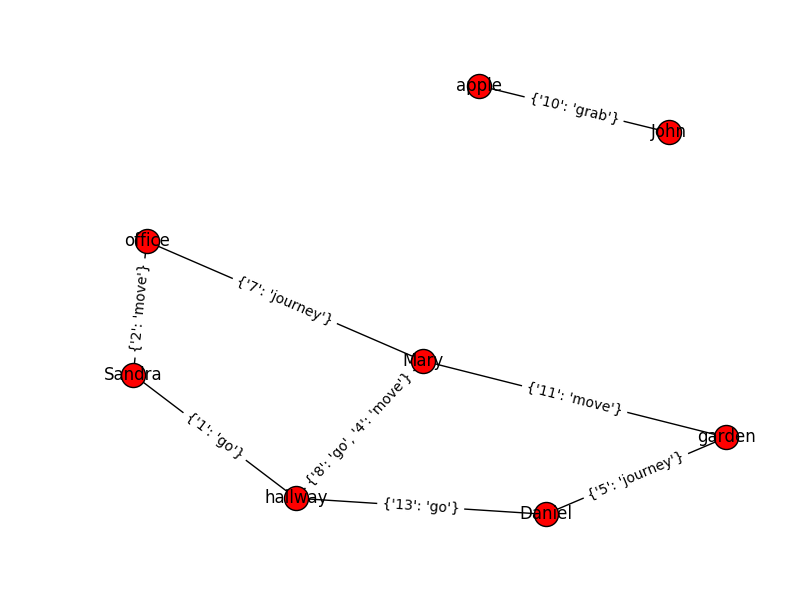 apple
{'10': 'grab'}
John
office
{'7': 'journey'}
{'2': 'move'}
Mary
Sandra
{'11': 'move'}
{'8': 'go', '4': 'move'}
{'1': 'go'}
garden
{'5': 'journey'}
hallway
{'13': 'go'}
Daniel